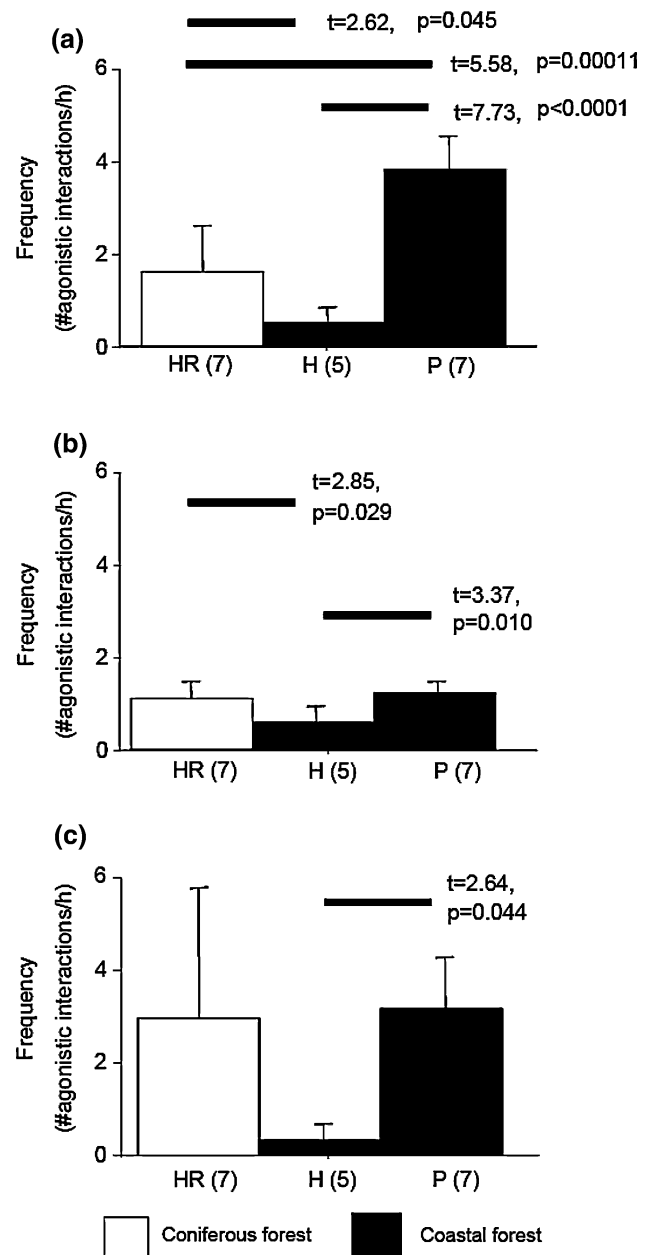 (a)
t=2.62, p=0.045
t=5.58, p=0.00011
t=7.73, p<0.0001
Frequency
(#agonistic interactions/h)
6
4
2
0
HR (7) H (5) P (7)
(b)
t=2.85,
p=0.029
t=3.37,
p=0.010
Frequency
(#agonistic interactions/h)
6
4
2
0
HR (7) H (5) P (7)
(c)
t=2.64,
p=0.044
Frequency
(#agonistic interactions/h)
6
4
2
0
HR (7) H (5) P (7)
Coniferous forest Coastal forest